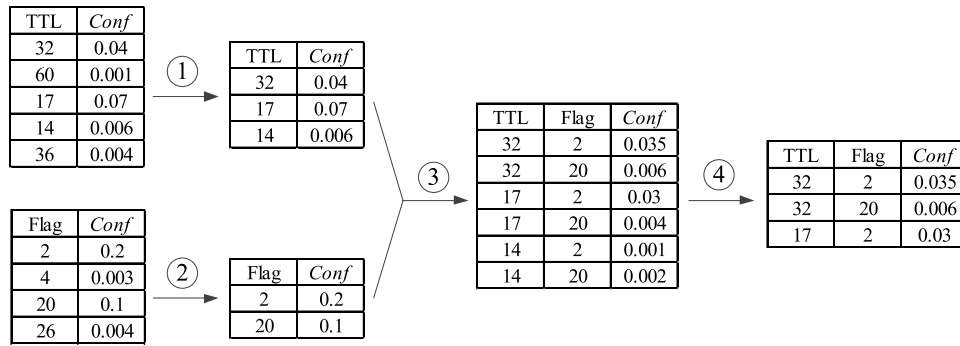 TTL Conf
32 0.04
60 0.001
17 0.07
14 0.006
36 0.004
①
TTL Conf
32 0.04
17 0.07
14 0.006
Flag Conf
2 0.2
4 0.003
20 0.1
26 0.004
②
Flag Conf
2 0.2
20 0.1
③
TTL Flag Conf
32 2 0.035
32 20 0.006
17 2 0.03
17 20 0.004
14 2 0.001
14 20 0.002
④
TTL Flag Conf
32 2 0.035
32 20 0.006
17 2 0.03